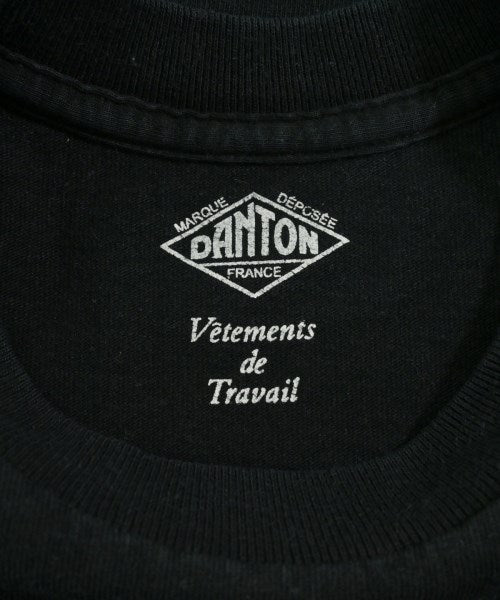 MARQUE DÉPOSÉE
DANTON
FRANCE
Vêtements
de
Travail